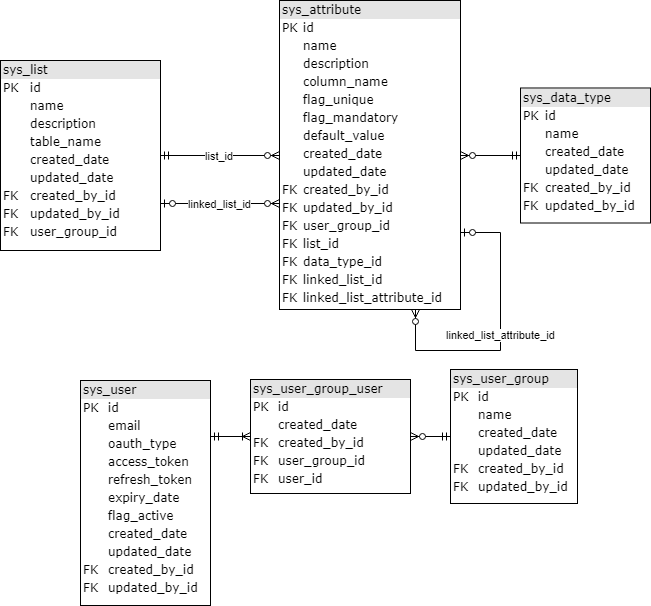 sys_list
PK id
name
description
table_name
created_date
updated_date
FK created_by_id
FK updated_by_id
FK user_group_id
list_id
linked_list_id
sys_attribute
PK id
name
description
column_name
flag_unique
flag_mandatory
default_value
created_date
updated_date
FK created_by_id
FK updated_by_id
FK user_group_id
FK list_id
FK data_type_id
FK linked_list_id
FK linked_list_attribute_id
sys_data_type
PK id
name
created_date
updated_date
FK created_by_id
FK updated_by_id
linked_list_attribute_id
sys_user
PK id
email
oauth_type
access_token
refresh_token
expiry_date
flag_active
created_date
updated_date
FK created_by_id
FK updated_by_id
sys_user_group_user
PK id
created_date
FK created_by_id
FK user_group_id
FK user_id
sys_user_group
PK id
name
created_date
updated_date
FK created_by_id
FK updated_by_id